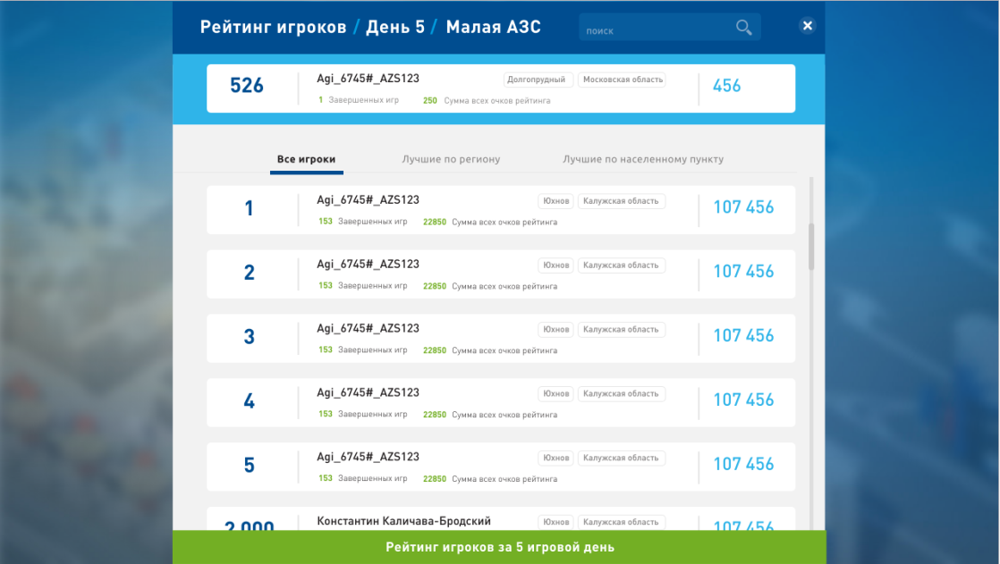 Рейтинг игроков / День 5 / Малая АЗС
поиск
526
Agi_6745#_AZS123
Долгопрудный
Московская область
456
1 Завершенных игр
250 Сумма всех очков рейтинга
Все игроки
Лучшие по региону
Лучшие по населенному пункту
1
Agi_6745#_AZS123
Юхнов
Калужская область
107 456
153 Завершенных игр
22850 Сумма всех очков рейтинга
2
Agi_6745#_AZS123
Юхнов
Калужская область
107 456
153 Завершенных игр
22850 Сумма всех очков рейтинга
3
Agi_6745#_AZS123
Юхнов
Калужская область
107 456
153 Завершенных игр
22850 Сумма всех очков рейтинга
4
Agi_6745#_AZS123
Юхнов
Калужская область
107 456
153 Завершенных игр
22850 Сумма всех очков рейтинга
5
Agi_6745#_AZS123
Юхнов
Калужская область
107 456
153 Завершенных игр
22850 Сумма всех очков рейтинга
2 000
Константин Каличава-Бродский
Юхнов
Калужская область
107 456
Рейтинг игроков за 5 игровой день